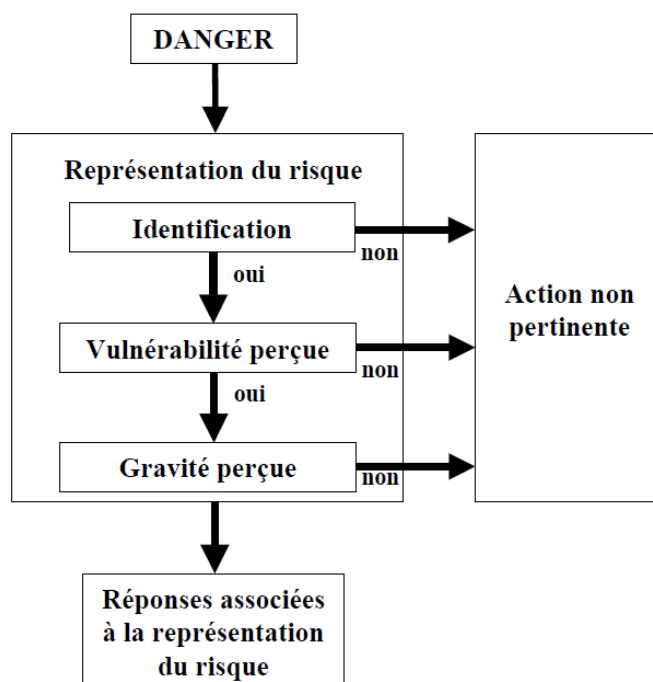 DANGER
Représentation du risque
Identification
non
oui
Vulnérabilité perçue
non
oui
Gravité perçue
non
Action non
pertinente
Réponses associées
à la représentation
du risque